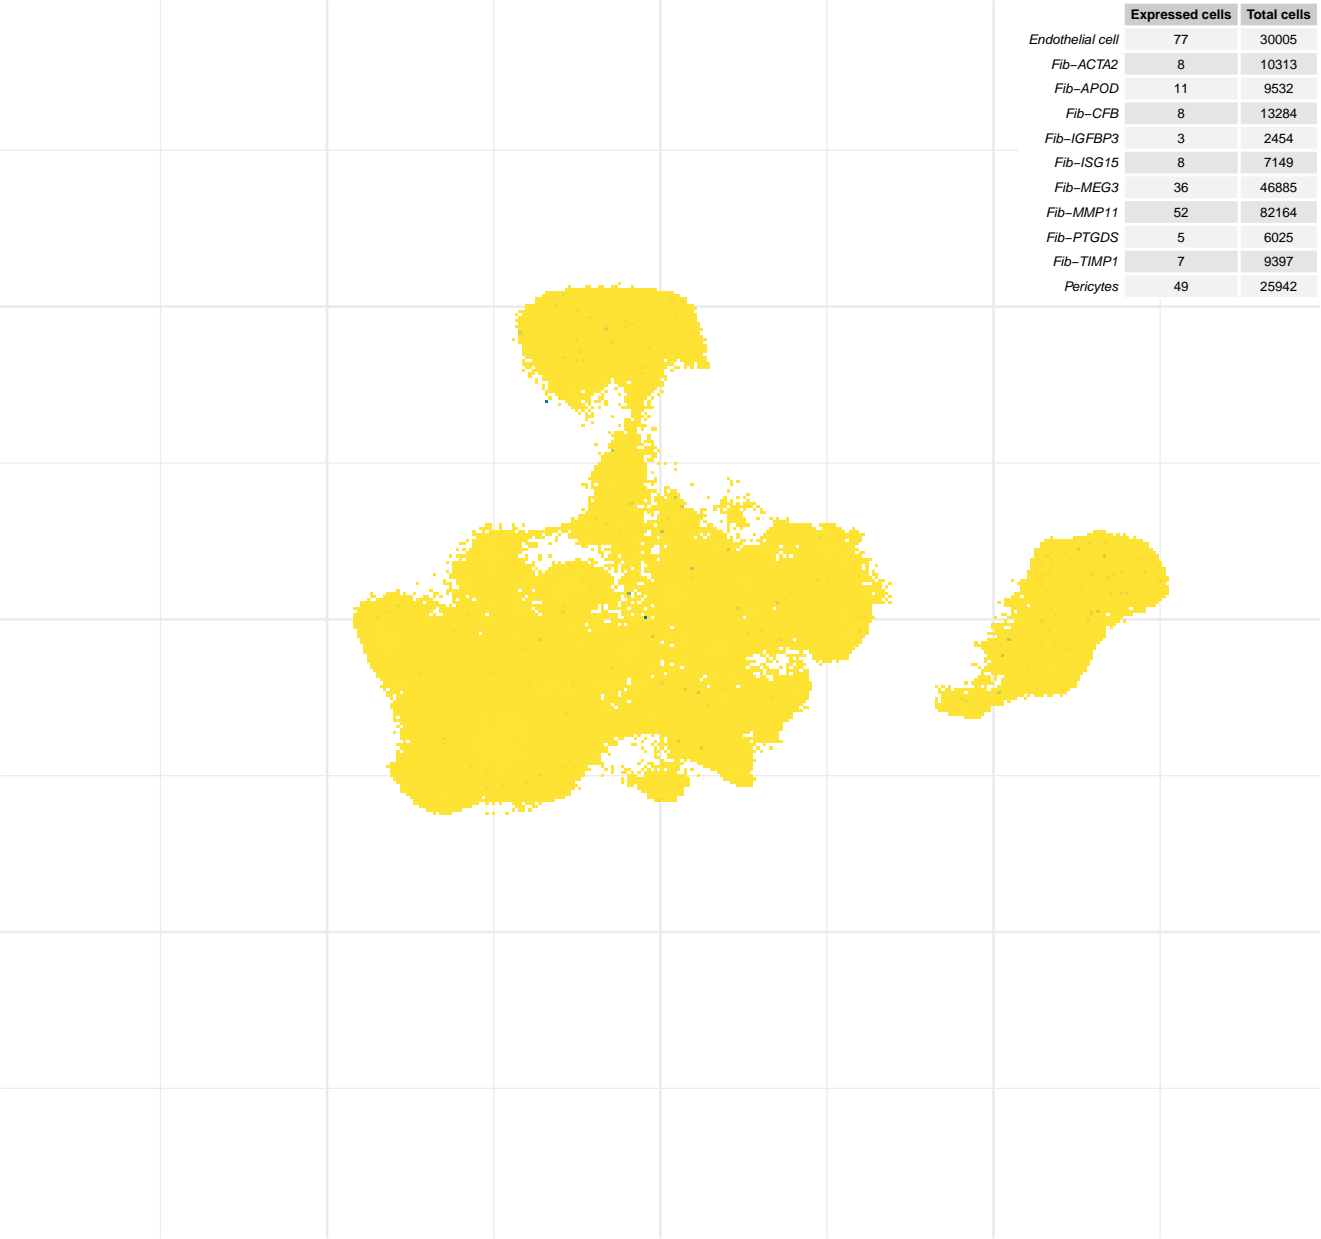 Expressed cells Total cells
Endothelial cell 77 30005
Fib−ACTA2 8 10313
Fib−APOD 11 9532
Fib−CFB 8 13284
Fib−IGFBP3 3 2454
Fib−ISG15 8 7149
Fib−MEG3 36 46885
Fib−MMP11 52 82164
Fib−PTGDS 5 6025
Fib−TIMP1 7 9397
Pericytes 49 25942